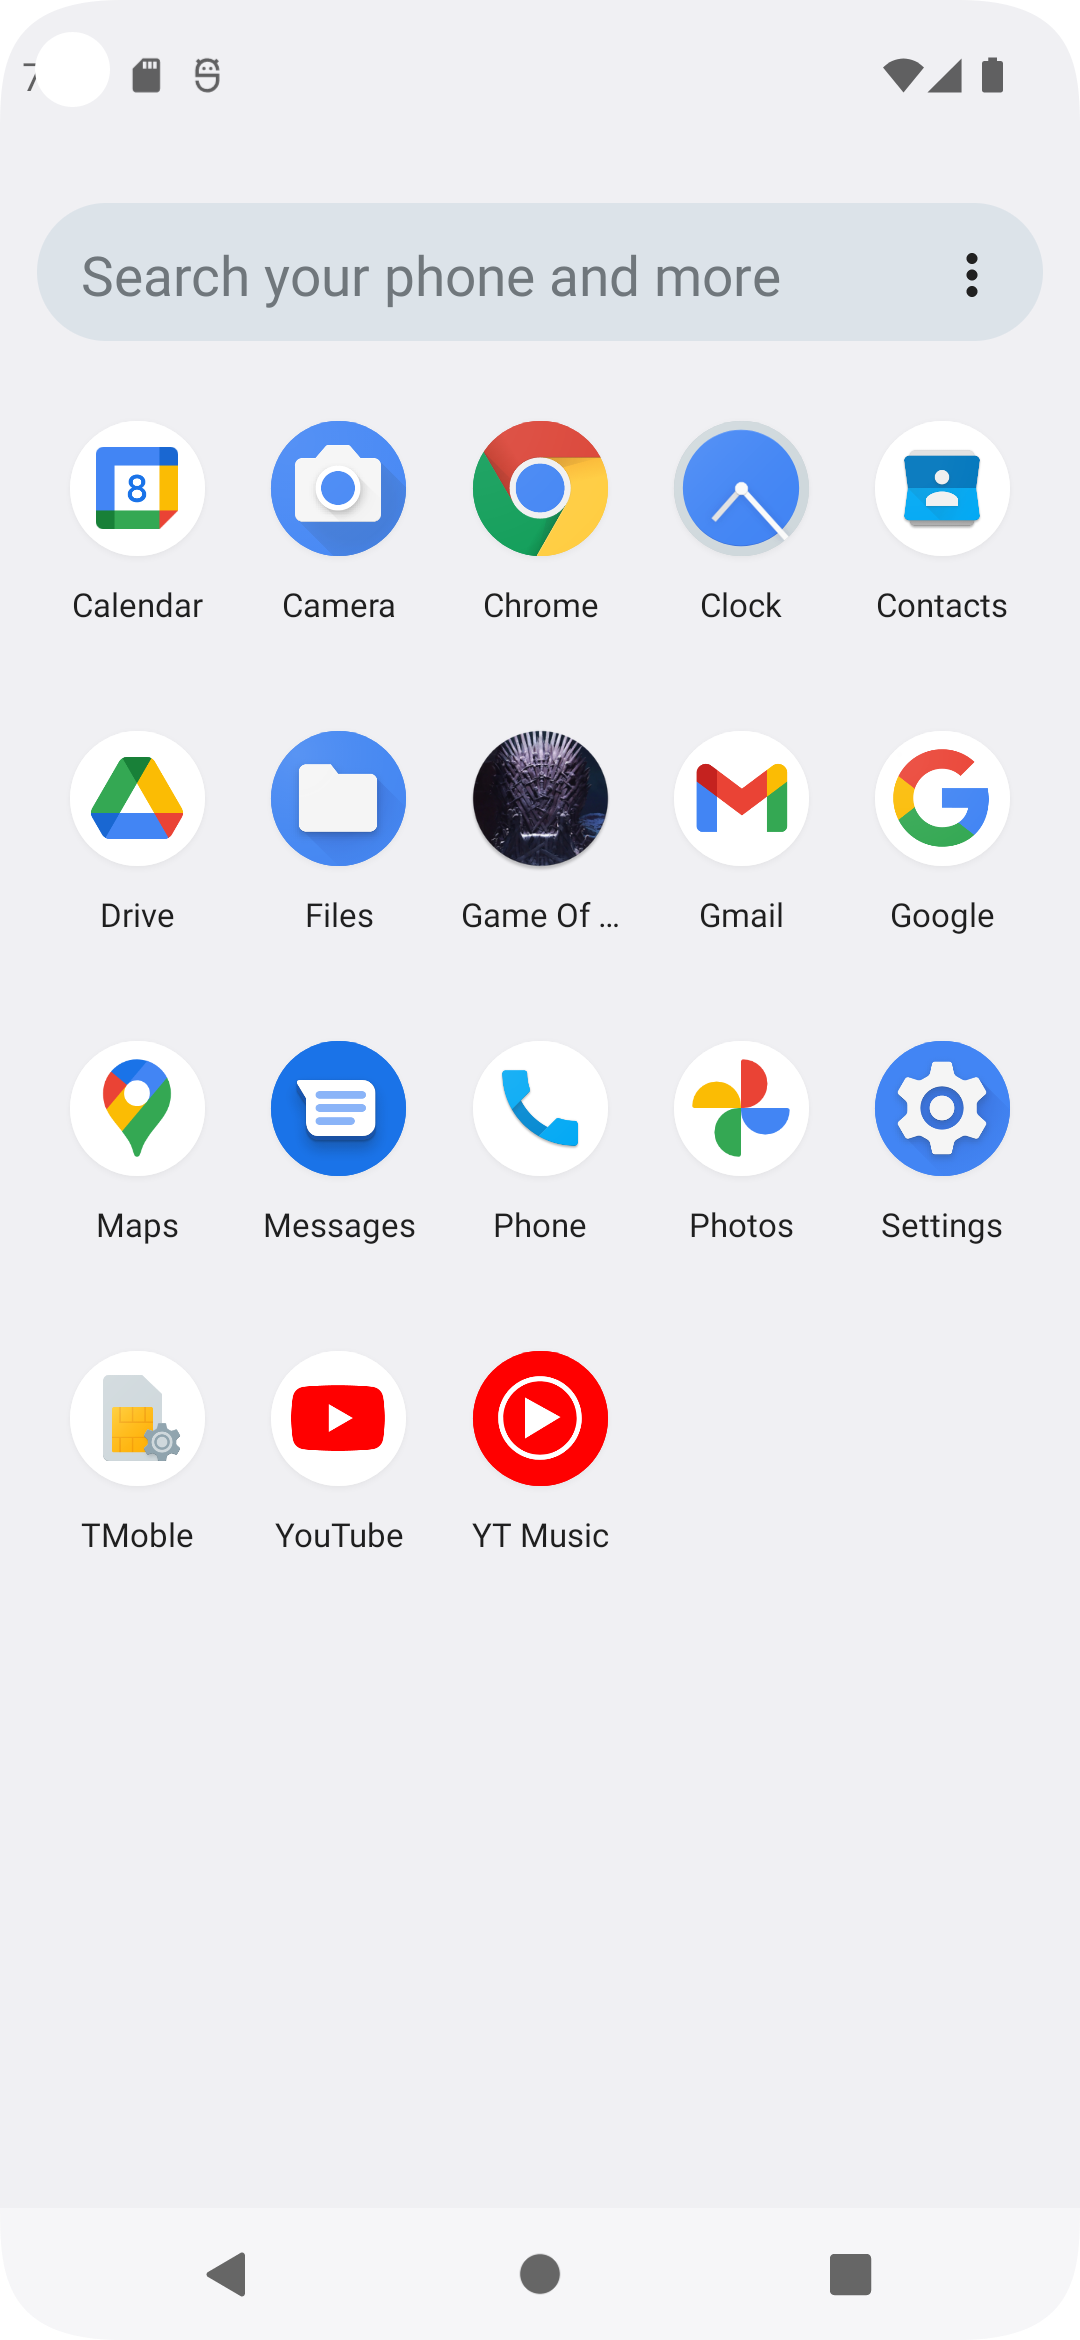 7
Search your phone and more
8
Calendar Camera Chrome Clock Contacts
Drive Files Game Of ... Gmail Google
Maps Messages Phone Photos Settings
TMoble YouTube YT Music